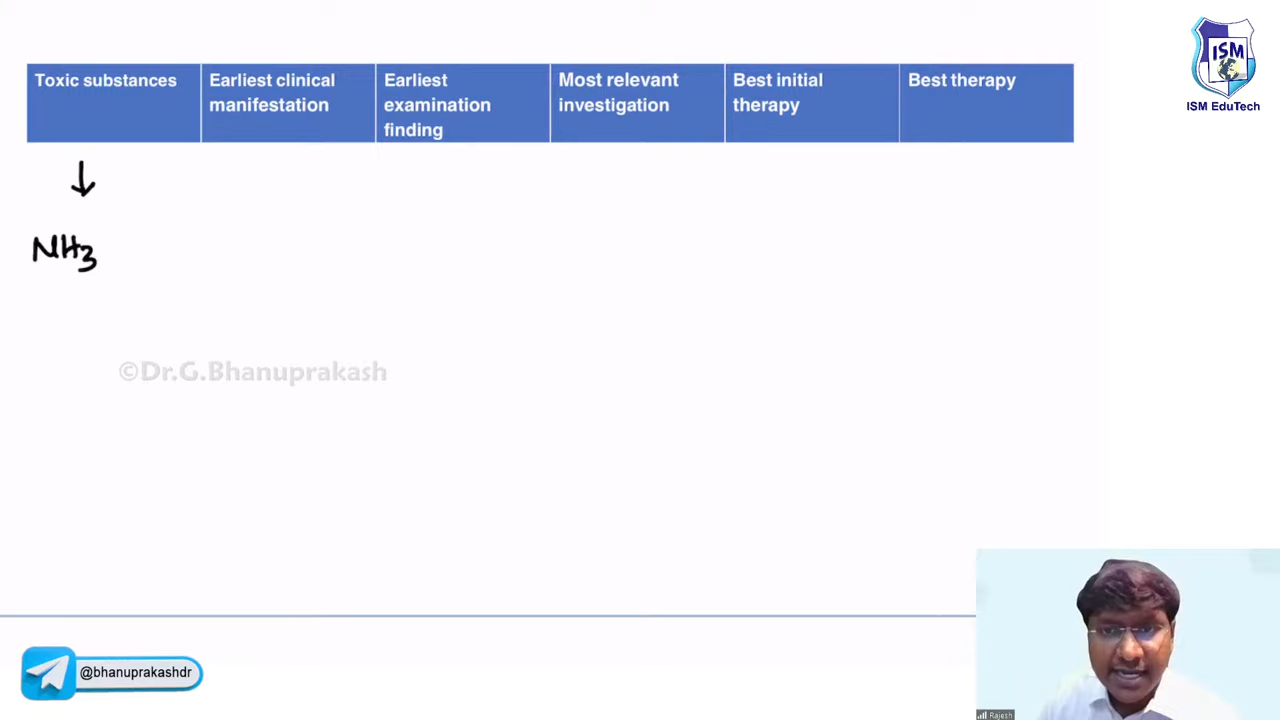 ISM
ISM EduTech
Toxic substances
Earliest clinical
manifestation
Earliest
examination
finding
Most relevant
investigation
Best initial
therapy
Best therapy
↓
NH3
©Dr.G.Bhanuprakash
@bhanuprakashdr
Rajesh